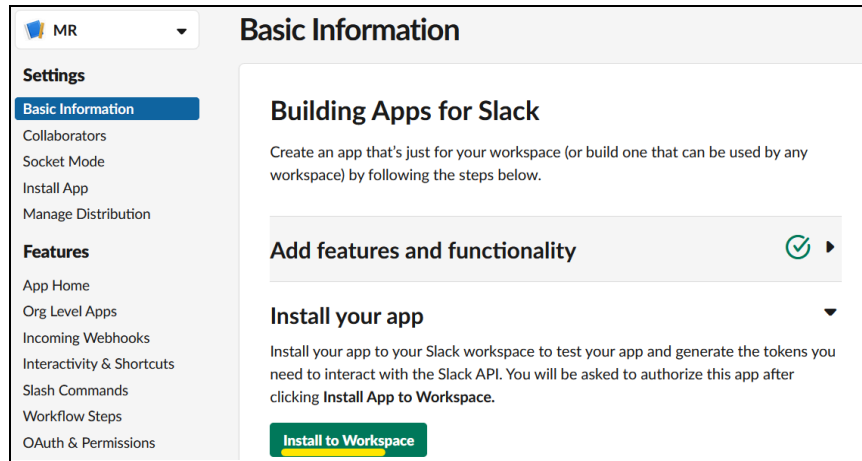 MR
Settings
Basic Information
Collaborators
Socket Mode
Install App
Manage Distribution
Features
App Home
Org Level Apps
Incoming Webhooks
Interactivity & Shortcuts
Slash Commands
Workflow Steps
OAuth & Permissions
Basic Information
Building Apps for Slack
Create an app that's just for your workspace (or build one that can be used by any
workspace) by following the steps below.
Add features and functionality
Install your app
Install your app to your Slack workspace to test your app and generate the tokens you
need to interact with the Slack API. You will be asked to authorize this app after
clicking Install App to Workspace.
Install to Workspace